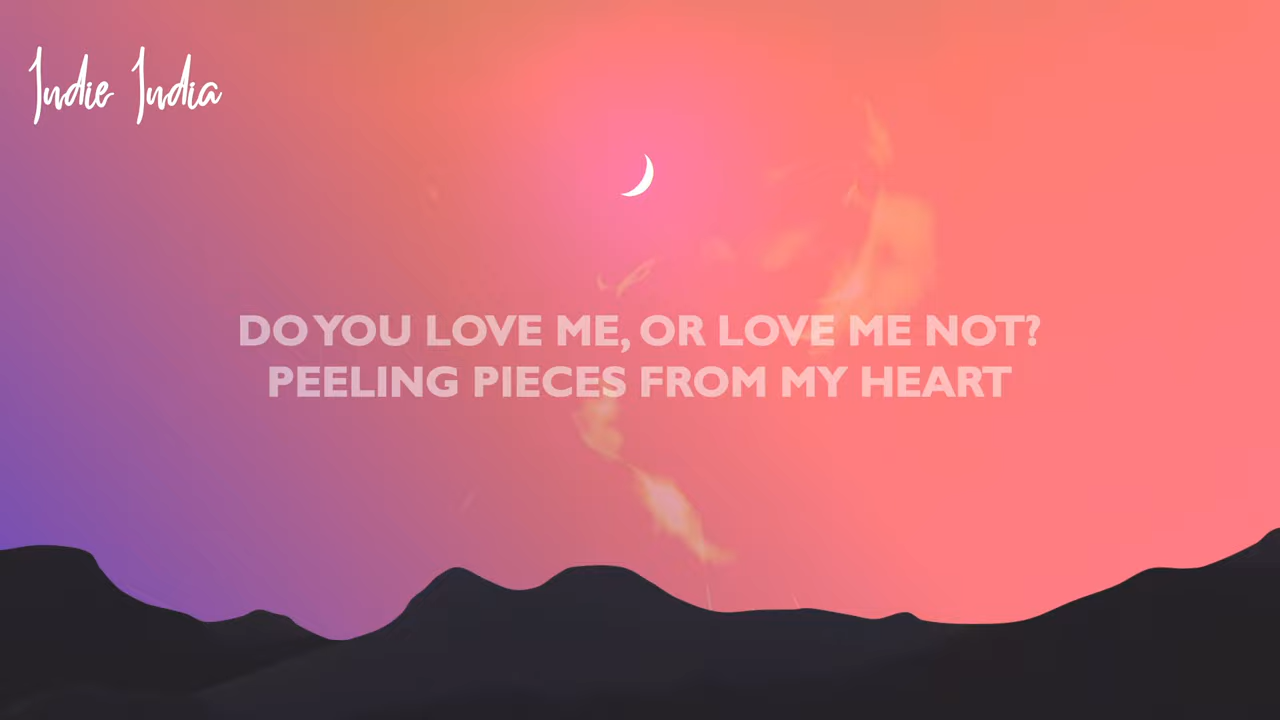 Indie India
DO YOU LOVE ME, OR LOVE ME NOT?
PEELING PIECES FROM MY HEART